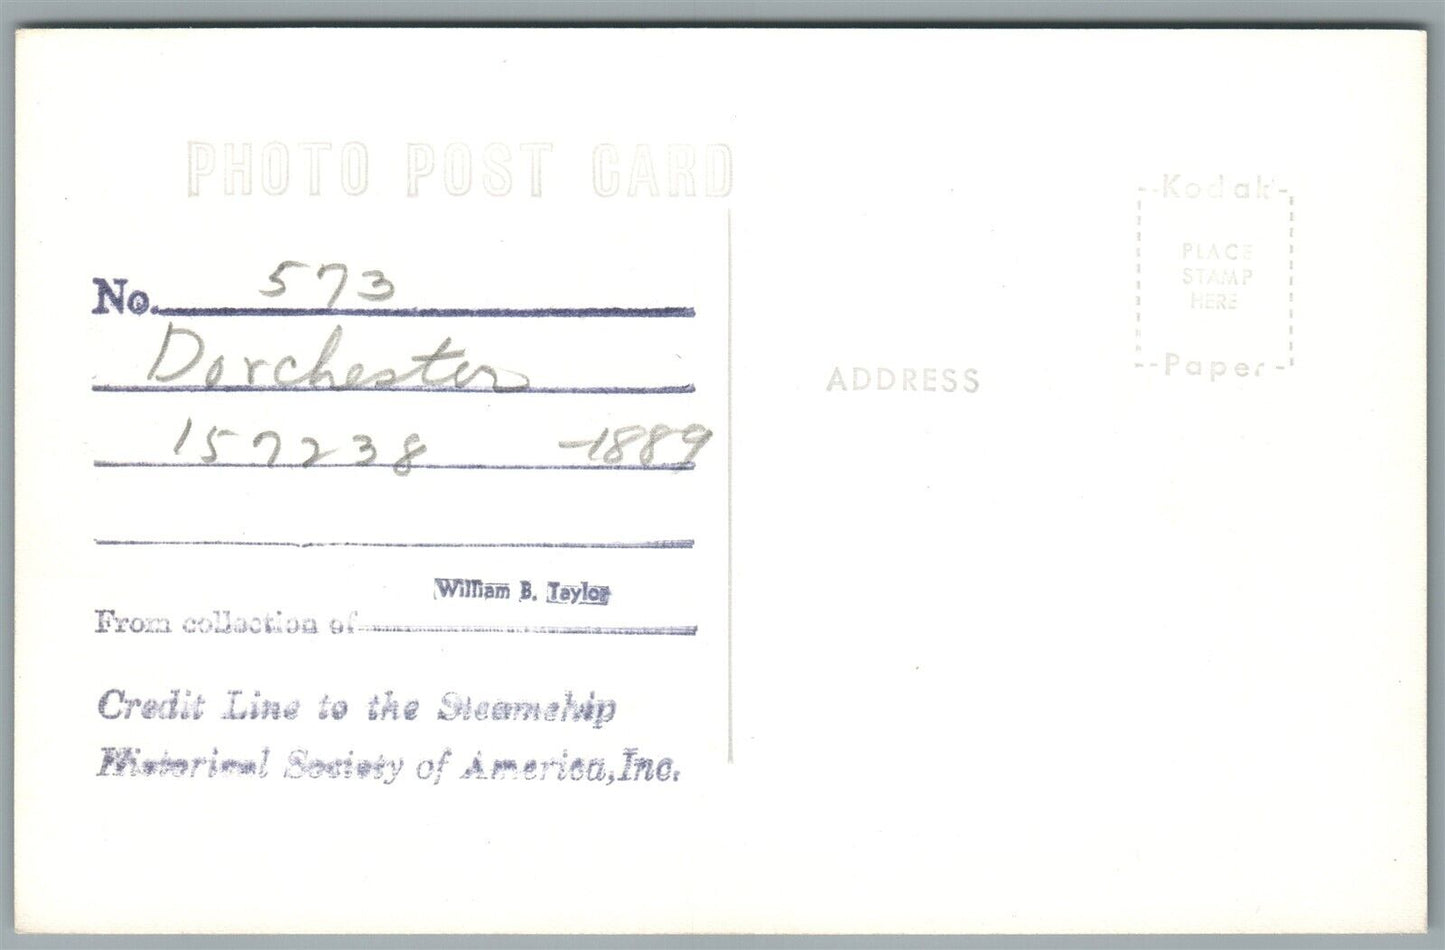 PHOTO POST CARD
No. 573
Dorchester
157238 -1889
William B. Taylor
From collection of
Credit Line to the Steamship
Historical Society of America, Inc.
ADDRESS
Kodak
PLACE
STAMP
HERE
Paper